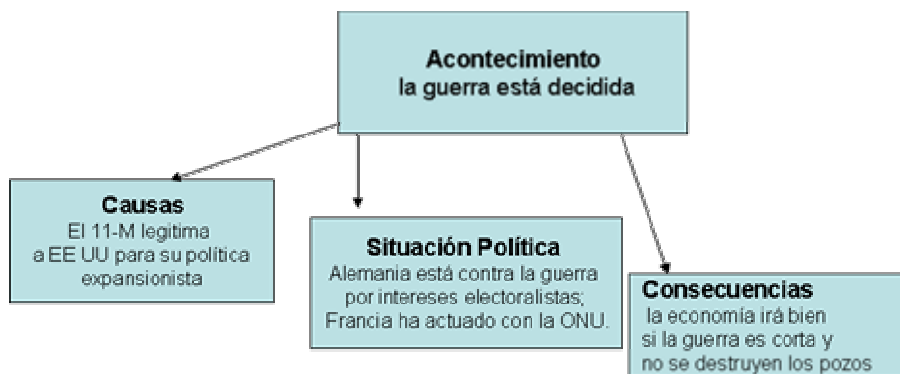 Acontecimiento
la guerra está decidida
Causas
El 11-M legitima
a EE UU para su política
expansionista
Situación Política
Alemania está contra la guerra
por intereses electoralistas;
Francia ha actuado con la ONU.
Consecuencias
la economía irá bien
si la guerra es corta y
no se destruyen los pozos